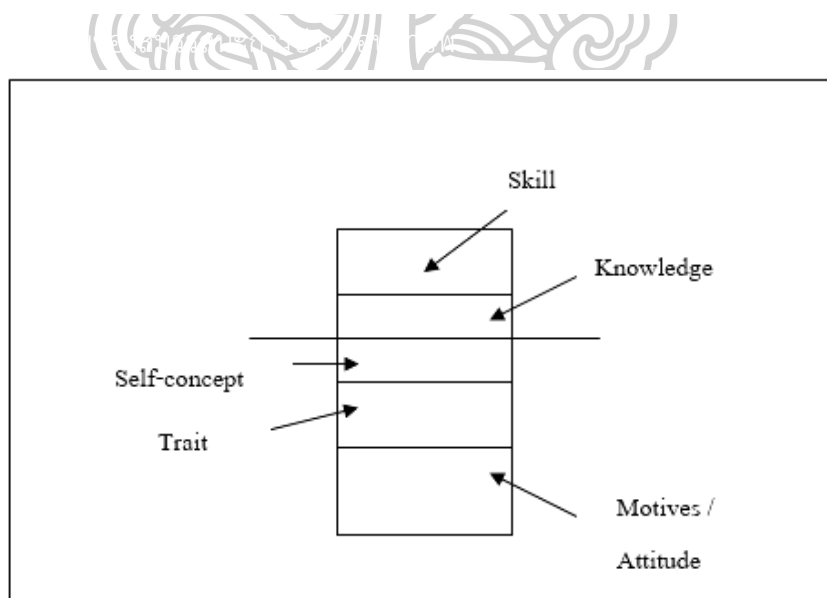 Skill
Knowledge
Self-concept
Trait
Motives /
Attitude